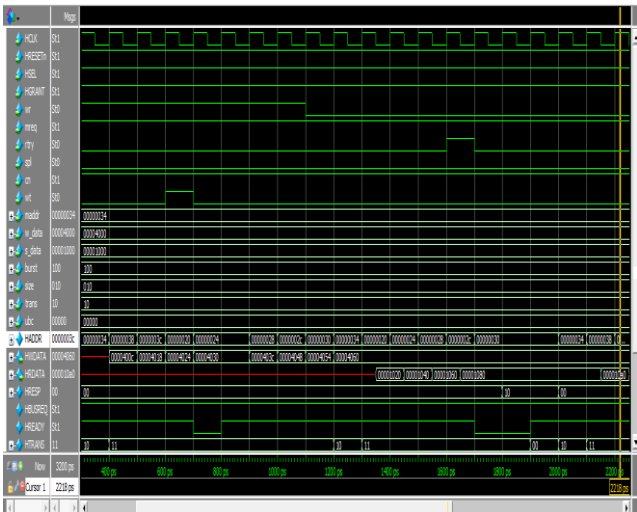 Msgs
HCLK St1
HRESETn St1
HSEL St1
HGRANT St1
wr St0
mreq St1
rtry St0
spl St0
cn St1
wt St0
maddr 00000034 00000034
w_data 00004000 00004000
s_data 00001000 00001000
burst 100 100
size 010 010
trans 10 10
ubc 00000 00000
HADDR 0000003c 00000034 00000038 0000003c 00000020 00000024 00000028 0000002c 00000030 00000034 00000020 00000024 00000028 0000002c 00000030 00000034 00000038
HWDATA 00004060 0000400c 00004018 00004024 00004030 0000403c 00004048 00004054 00004060
HRDATA 000010a0 00001020 00001040 00001060 00001080 000010a0
HRESP 00 00 10 00
HBUSREQ St1
HREADY St1
HTRANS 11 10 11 10 11 00 10 11
Now 3200 ps 400 ps 600 ps 800 ps 1000 ps 1200 ps 1400 ps 1600 ps 1800 ps 2000 ps 2200
Cursor 1 2218 ps 2218 ps